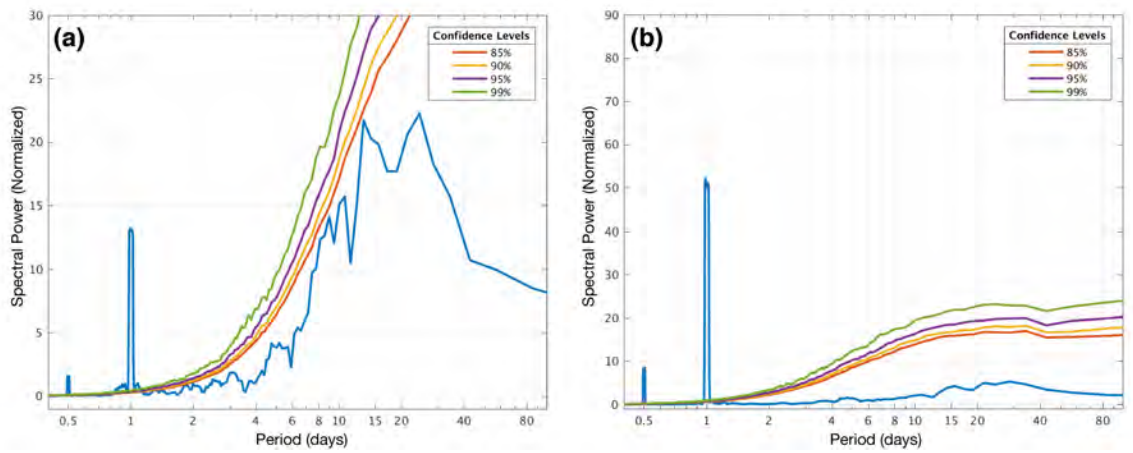 (a)
Confidence Levels
85%
90%
95%
99%
Spectral Power (Normalized)
30
25
20
15
10
5
0
0.5 1 2 4 6 8 10 15 20 40 80
Period (days)
(b)
Confidence Levels
85%
90%
95%
99%
Spectral Power (Normalized)
90
80
70
60
50
40
30
20
10
0
0.5 1 2 4 6 8 10 15 20 40 80
Period (days)